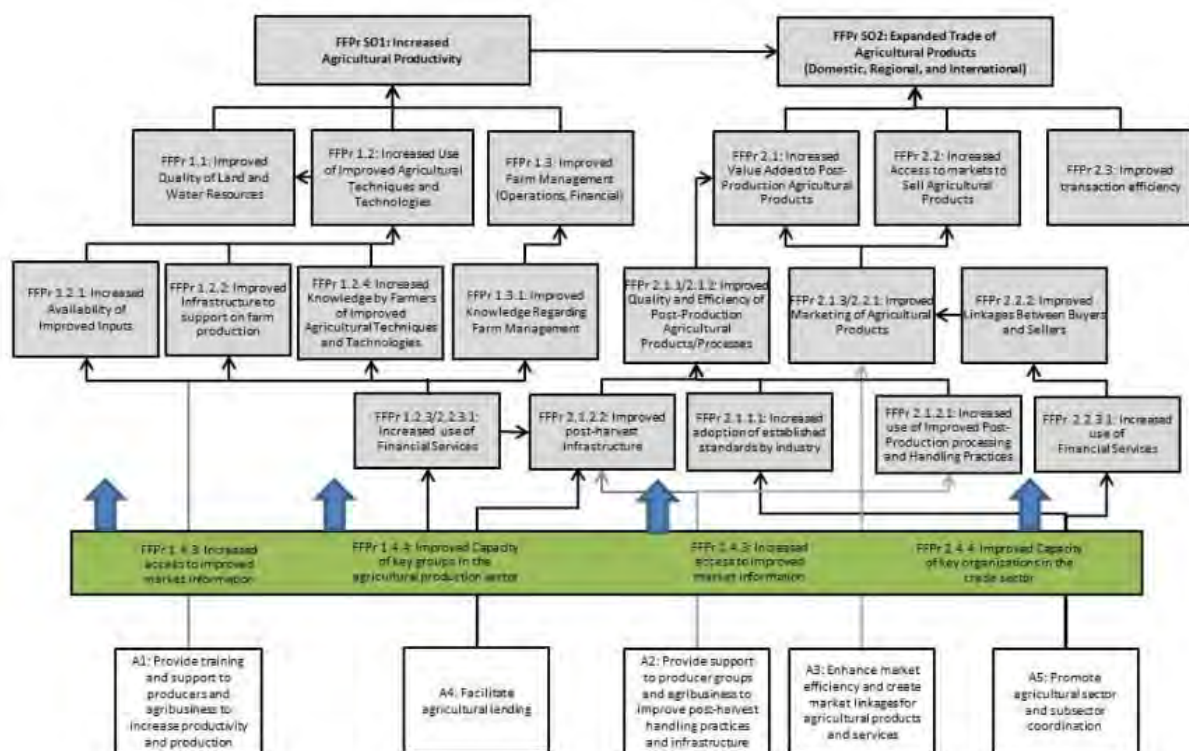 FFPr SO1: Increased
Agricultural Productivity
FFPr SO2: Expanded Trade of
Agricultural Products
(Domestic, Regional, and International)
FFPr 1.1: Improved
Quality of Land and
Water Resources
FFPr 1.2: Increased Use
of Improved Agricultural
Techniques and
Technologies
FFPr 1.3: Improved
Farm Management
(Operations, Financial)
FFPr 2.1: Increased
Value Added to Post-
Production Agricultural
Products
FFPr 2.2: Increased
Access to markets to
Sell Agricultural
Products
FFPr 2.3: Improved
transaction efficiency
FFPr 1.2.1: Increased
Availability of
Improved Inputs
FFPr 1.2.2: Improved
Infrastructure to
support on farm
production
FFPr 1.2.4: Increased
Knowledge by Farmers
of Improved
Agricultural Techniques
and Tachnologies
FFPr 1.3.1: Improved
Knowledge Regarding
Farm Management
FFPr 2.1.1/2.1.2: Improved
Quality and Efficiency of
Post-Production
Agricultural
Products/Processes
FFPr 2.1.3/2.2.1: Improved
Marketing of Agricultural
Products
FFPr 2.2.2: Improved
Linkages Between Buyers
and Sellers
FFPr 1.2.3/2.2.3.1:
Increased use of
Financial Services
FFPr 2.1.2.2: Improved
post-harvest
infrastructure
FFPr 2.1.1.1: Increased
adoption of established
standards by industry
FFPr 2.1.2.1: Increased
use of Improved Post-
Production processing
and Handling Practices
FFPr 2.2.3.1: Increased
use of
Financial Services
FFPr 1.4.3: Increased
access to improved
market information
FFPr 1.4.4: Improved Capacity
of key groups in the
agricultural production sector
FFPr 2.4.3: Increased
access to improved
market information
FFPr 2.4.4: Improved Capacity
of key organizations in the
trade sector
A1: Provide training
and support to
producers and
agribusiness to
increase productivity
and production
A4: Facilitate
agricultural lending
A2: Provide support
to producer groups
and agribusiness to
improve post-harvest
handling practices
and infrastructure
A3: Enhance market
efficiency and create
market linkages for
agricultural products
and services
A5: Promote
agricultural sector
and subsector
coordination